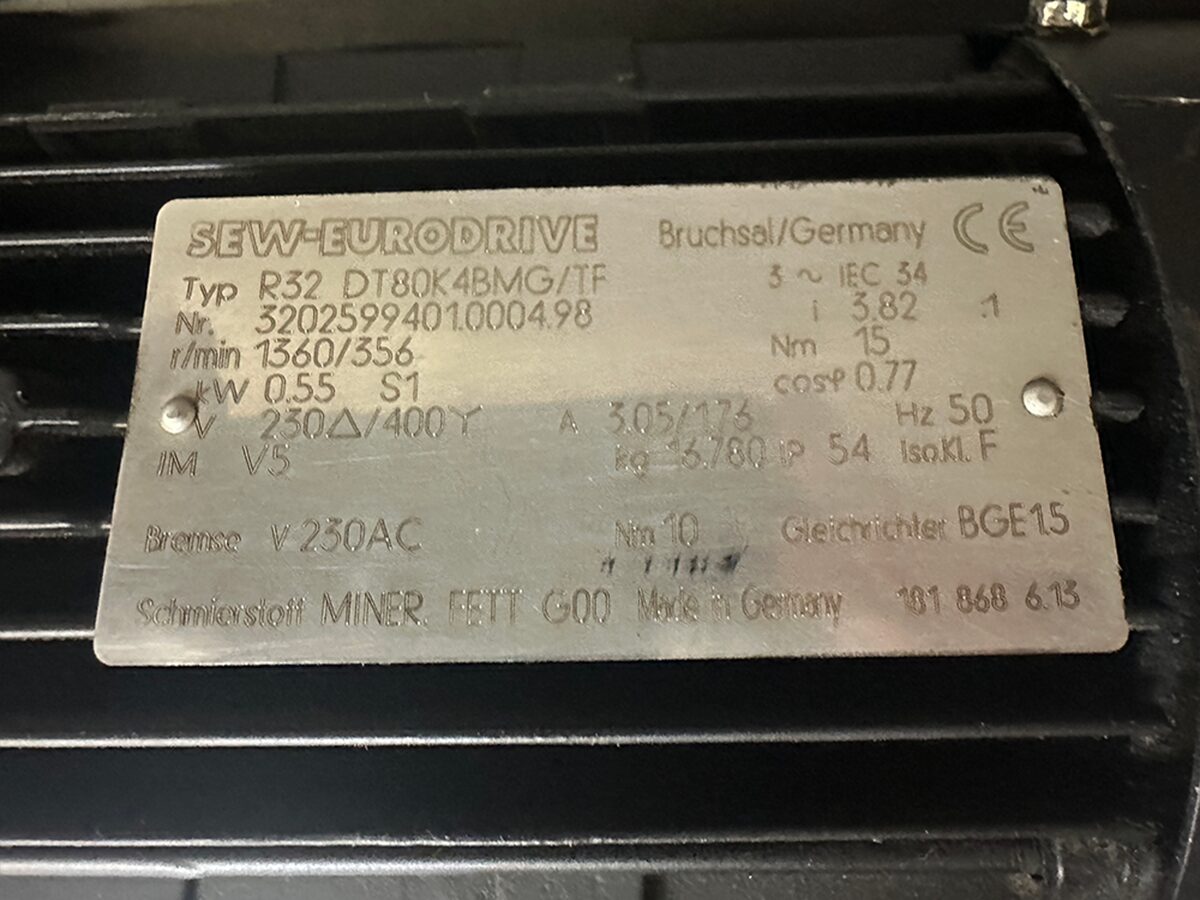 SEW-EURODRIVE Bruchsal/Germany CE
Typ R32 DT80K4BMG/TF 3 ~ IEC 34
Nr. 3202599401.0004.98 i 3.82 :1
r/min 1360/356 Nm 15
kW 0.55 S1 cosφ 0.77
V 230Δ/400Y A 3.05/1.76 Hz 50
IM V5 kg 16.780 IP 54 Iso.Kl. F
Bremse V 230AC Nm 10 Gleichrichter BGE1.5
Schmierstoff MINER. FETT G00 Made in Germany 181 868 6.13